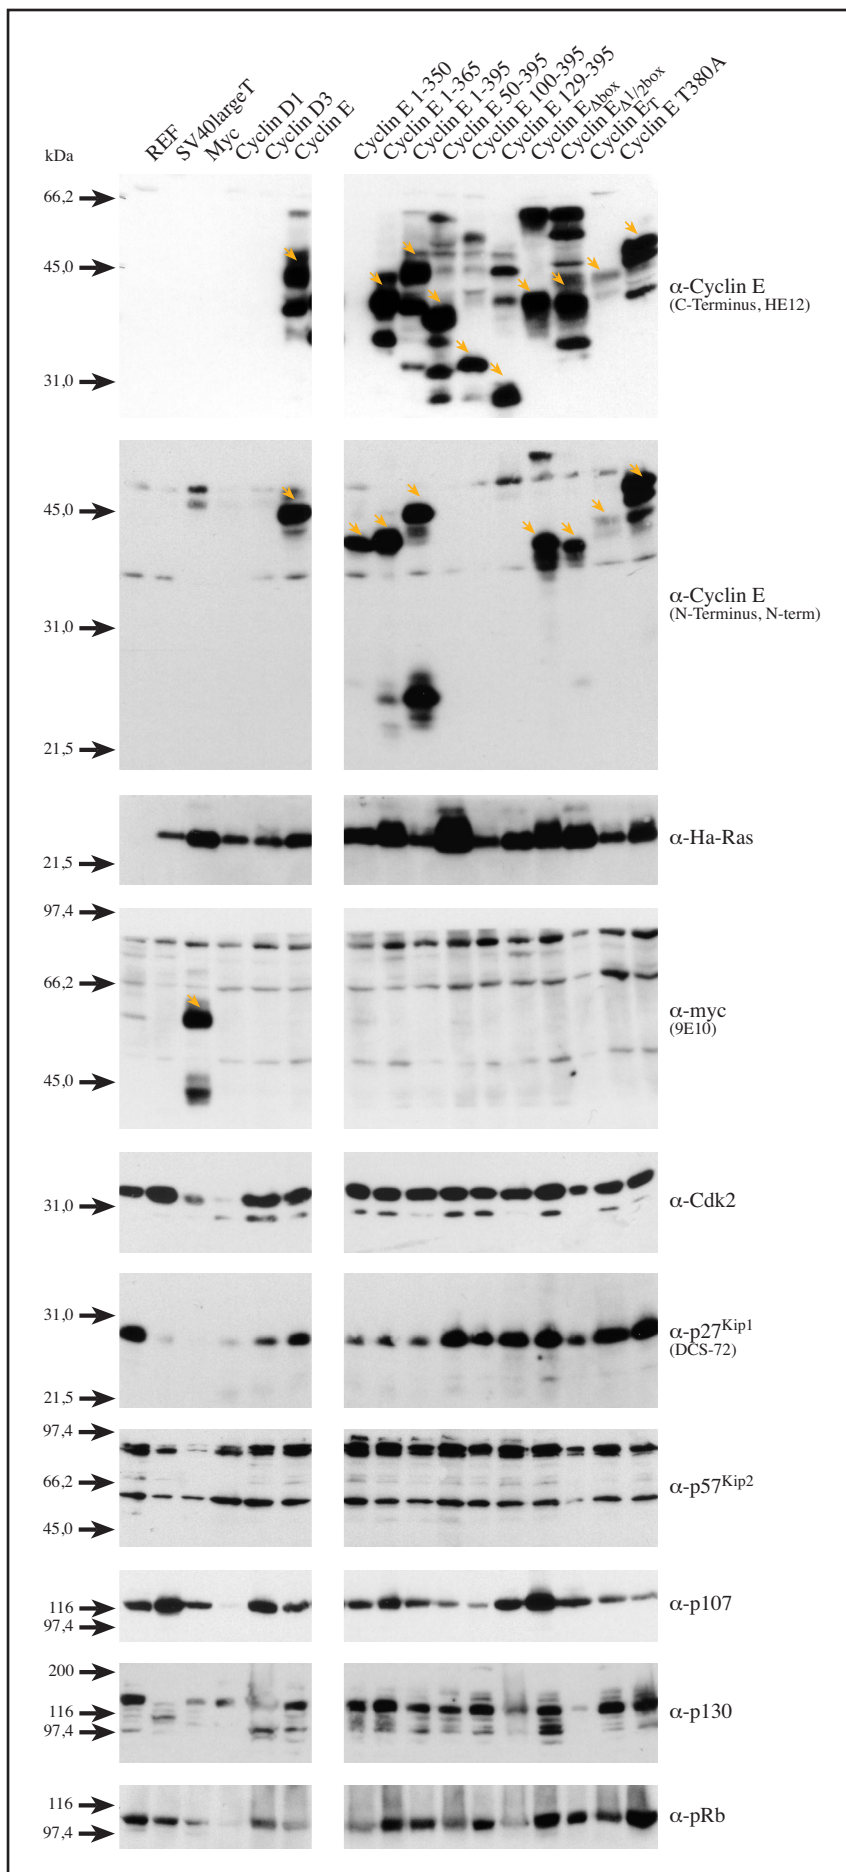 REF
SV40largeT
Myc
Cyclin D1
Cyclin D3
Cyclin E
Cyclin E 1-350
Cyclin E 1-365
Cyclin E 1-395
Cyclin E 50-395
Cyclin E 100-395
Cyclin E 129-395
Cyclin EΔbox
Cyclin EΔ1/2box
Cyclin ET
Cyclin E T380A
kDa
66,2
45,0
31,0
α-Cyclin E
(C-Terminus, HE12)
45,0
31,0
21,5
α-Cyclin E
(N-Terminus, N-term)
21,5
α-Ha-Ras
97,4
66,2
45,0
α-myc
(9E10)
31,0
α-Cdk2
31,0
21,5
α-p27Kip1
(DCS-72)
97,4
66,2
45,0
α-p57Kip2
116
97,4
α-p107
200
116
97,4
α-p130
116
97,4
α-pRb